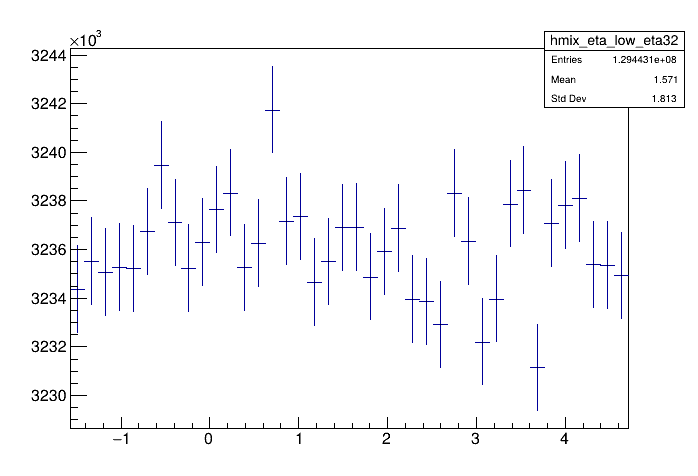 ×10³
hmix_eta_low_eta32
Entries 1.294431e+08
Mean 1.571
Std Dev 1.813
3244
3242
3240
3238
3236
3234
3232
3230
−1 0 1 2 3 4